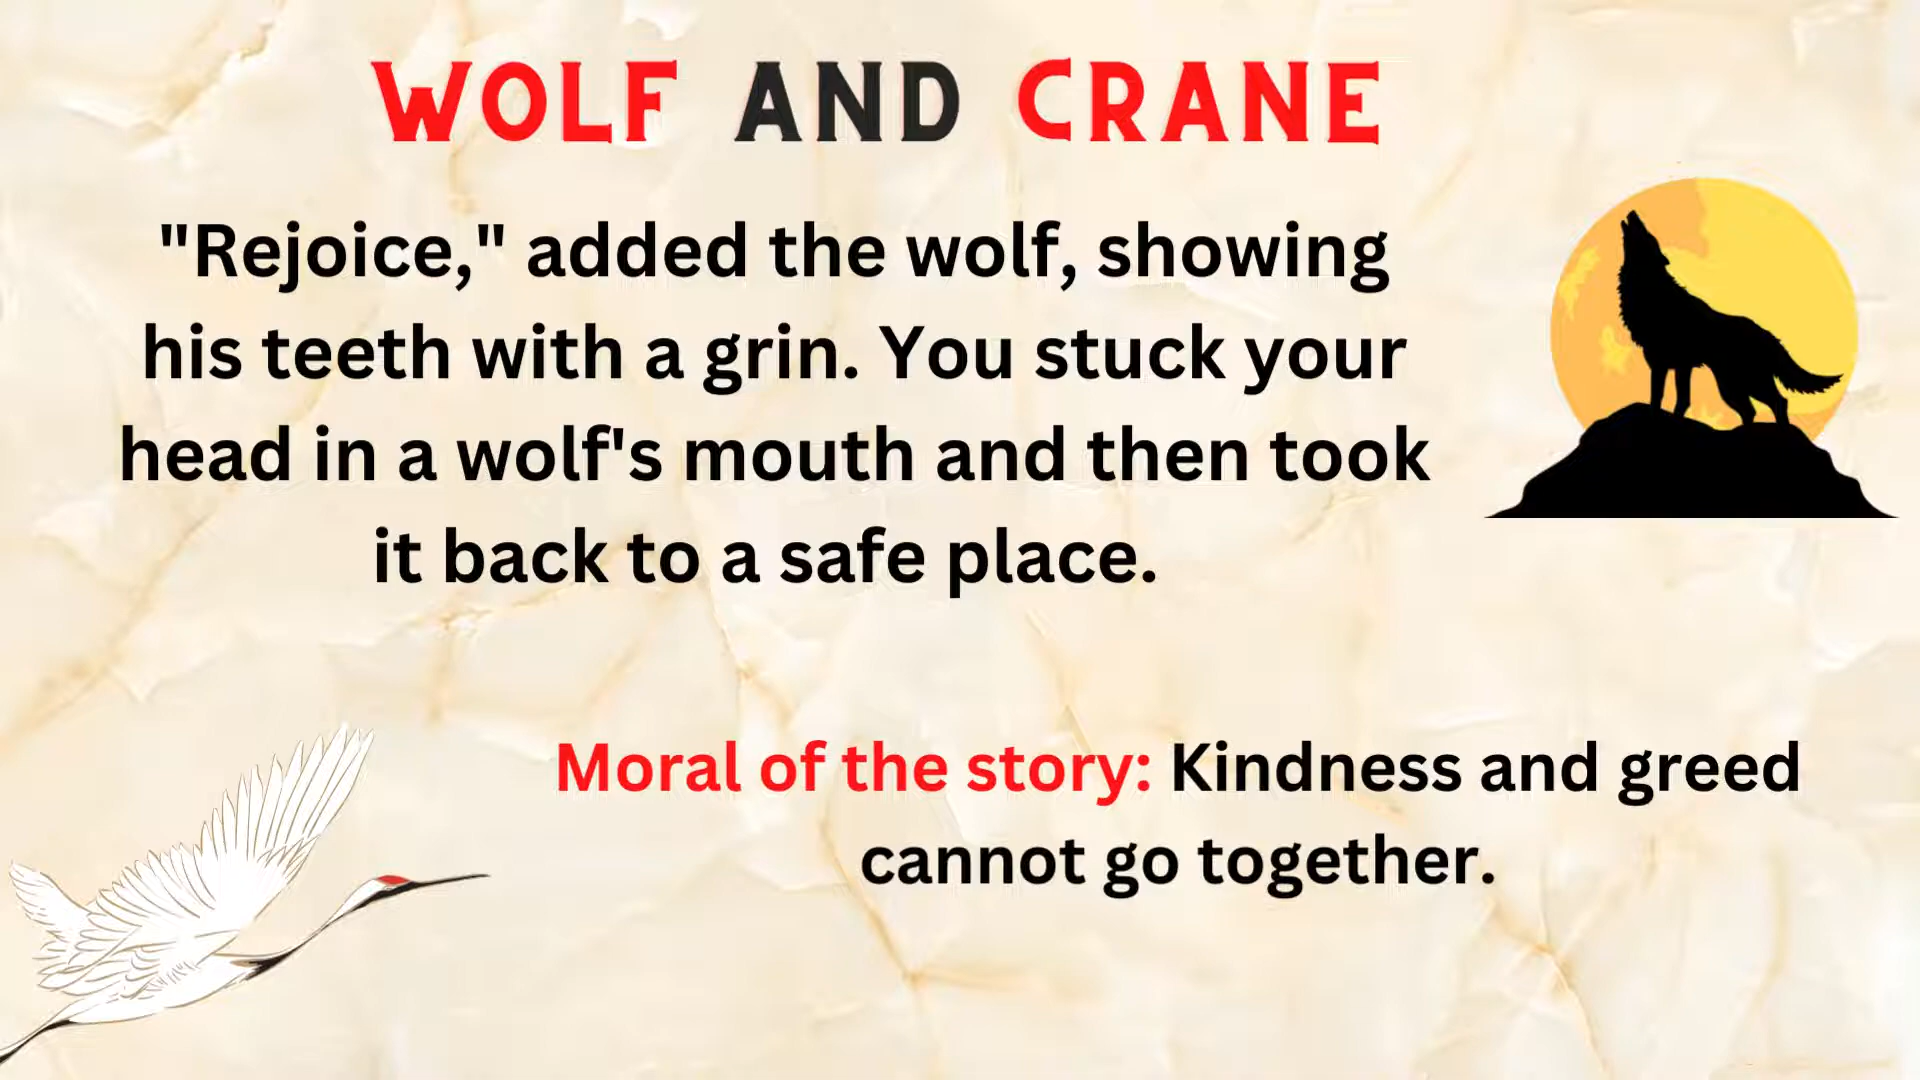 WOLF AND CRANE
"Rejoice," added the wolf, showing
his teeth with a grin. You stuck your
head in a wolf's mouth and then took
it back to a safe place.
Moral of the story: Kindness and greed
cannot go together.